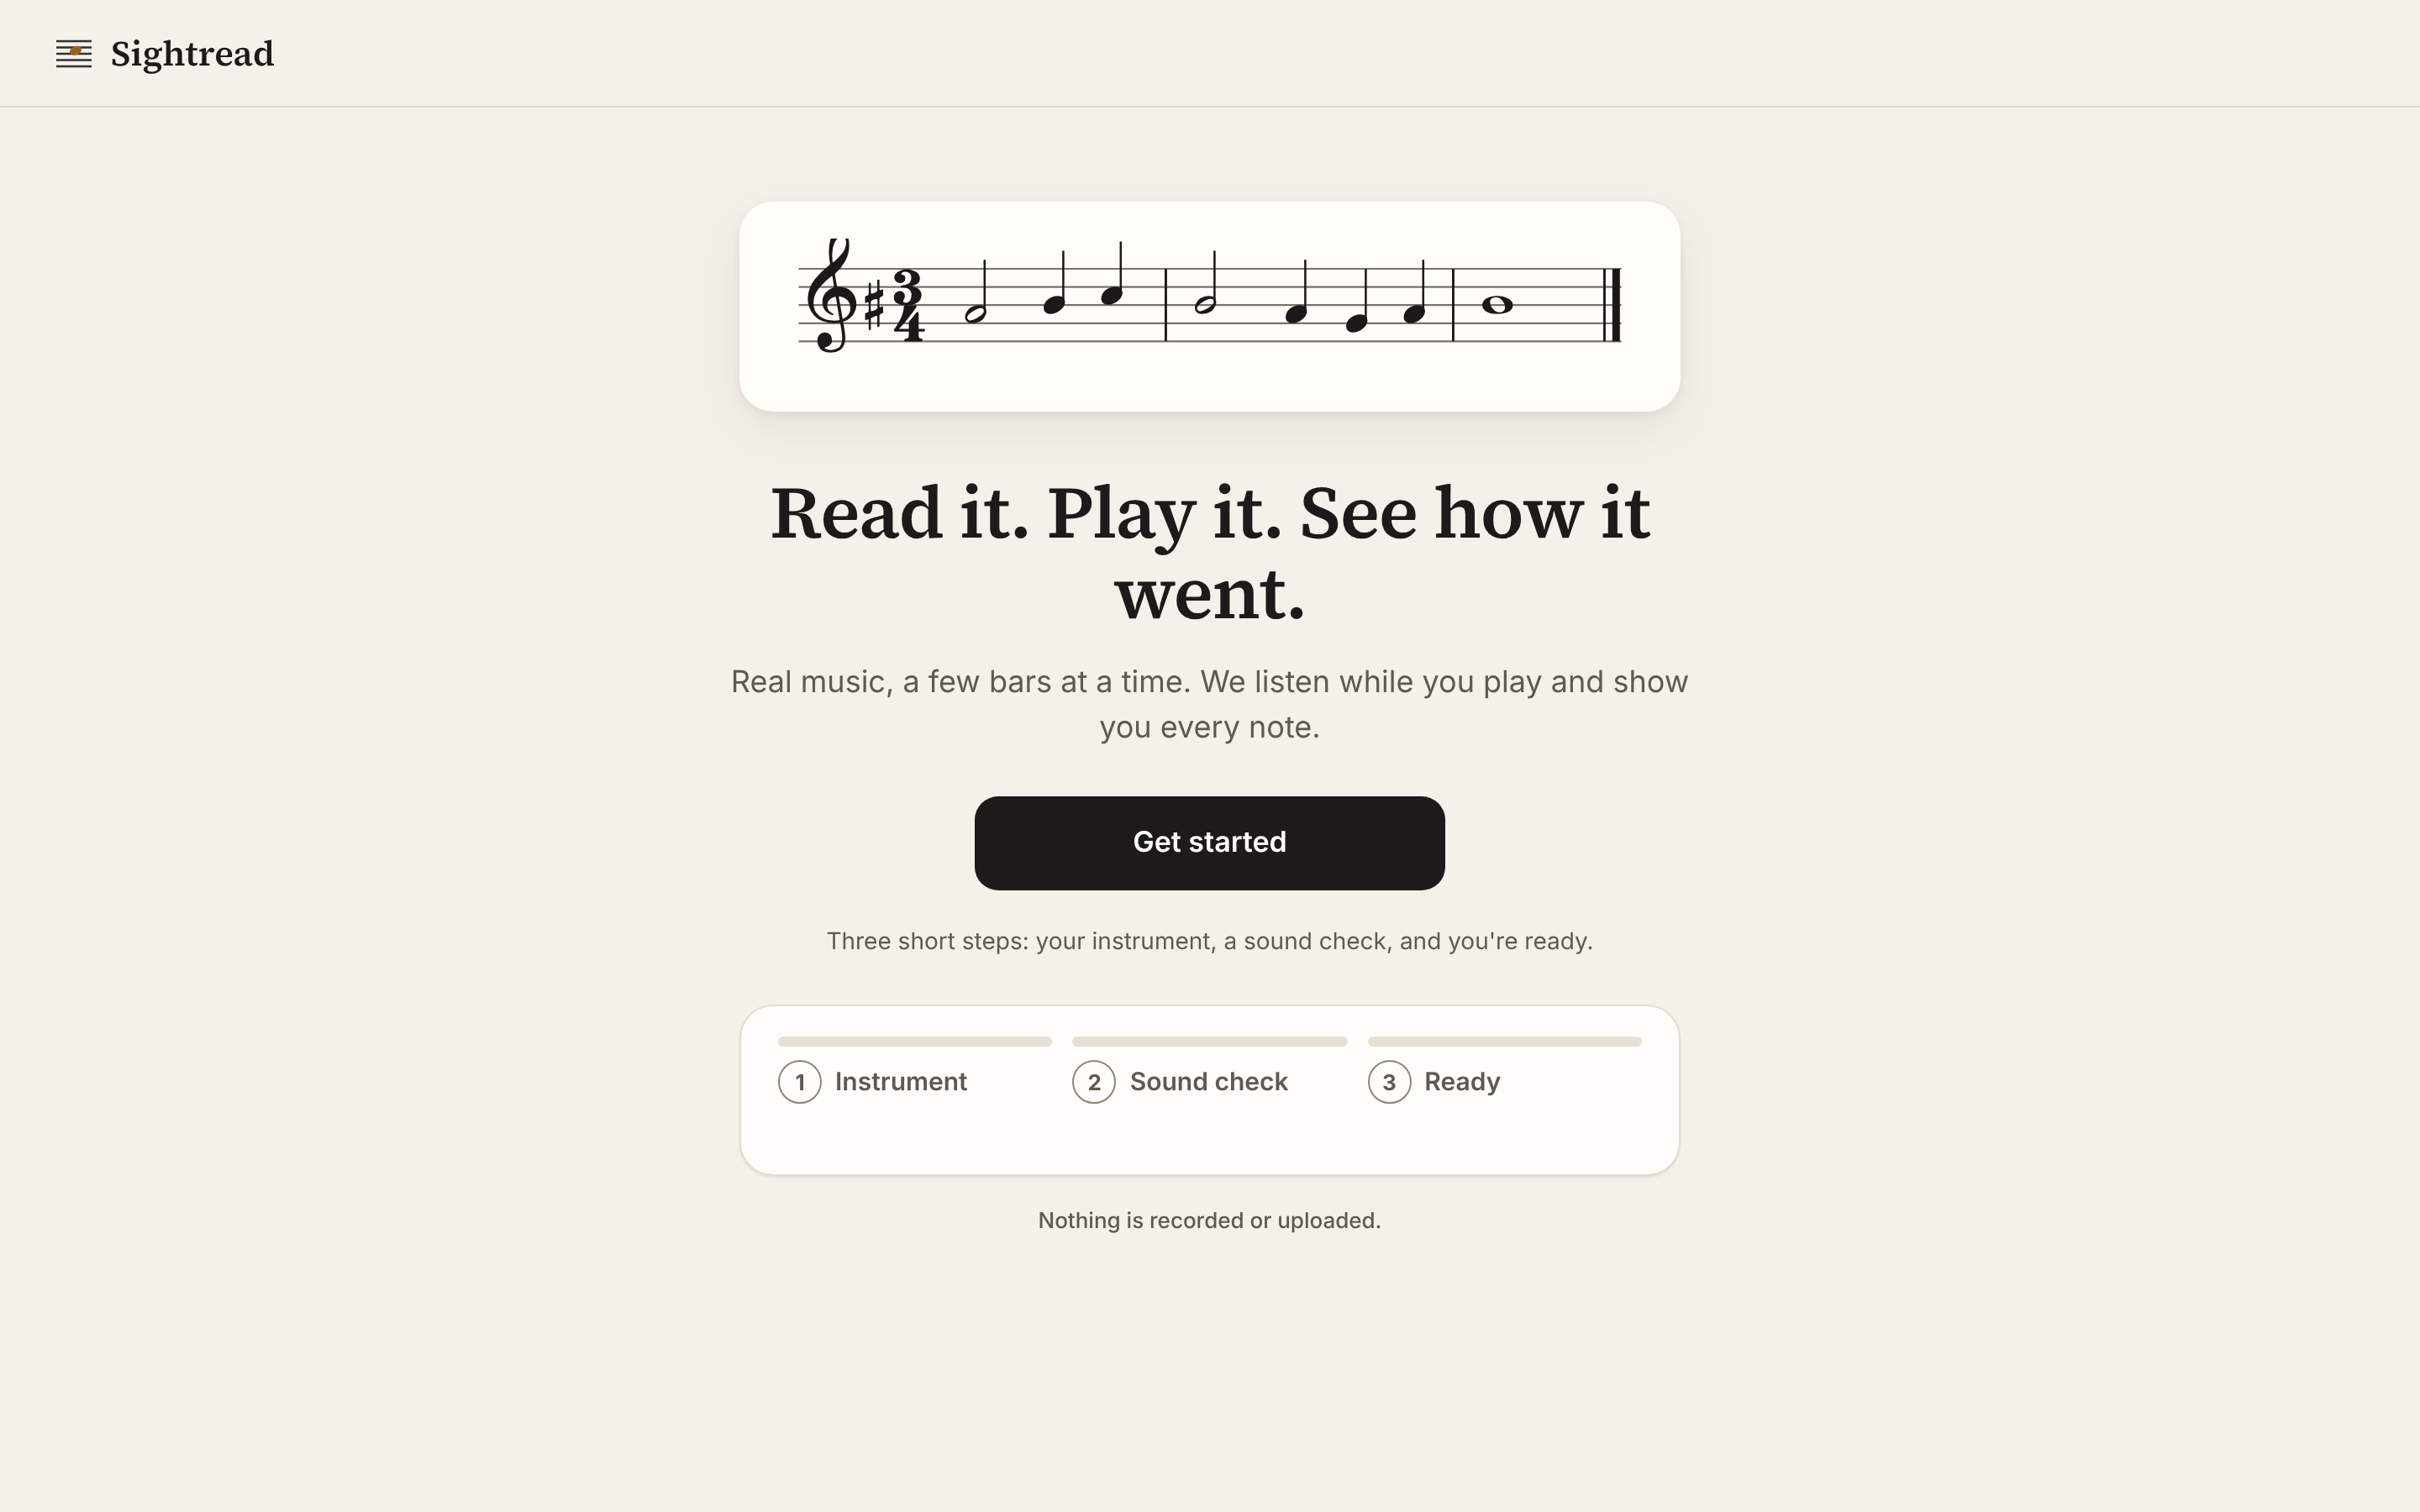 Sightread
3
4
Read it. Play it. See how it
went.
Real music, a few bars at a time. We listen while you play and show
you every note.
Get started
Three short steps: your instrument, a sound check, and you're ready.
1 Instrument
2 Sound check
3 Ready
Nothing is recorded or uploaded.